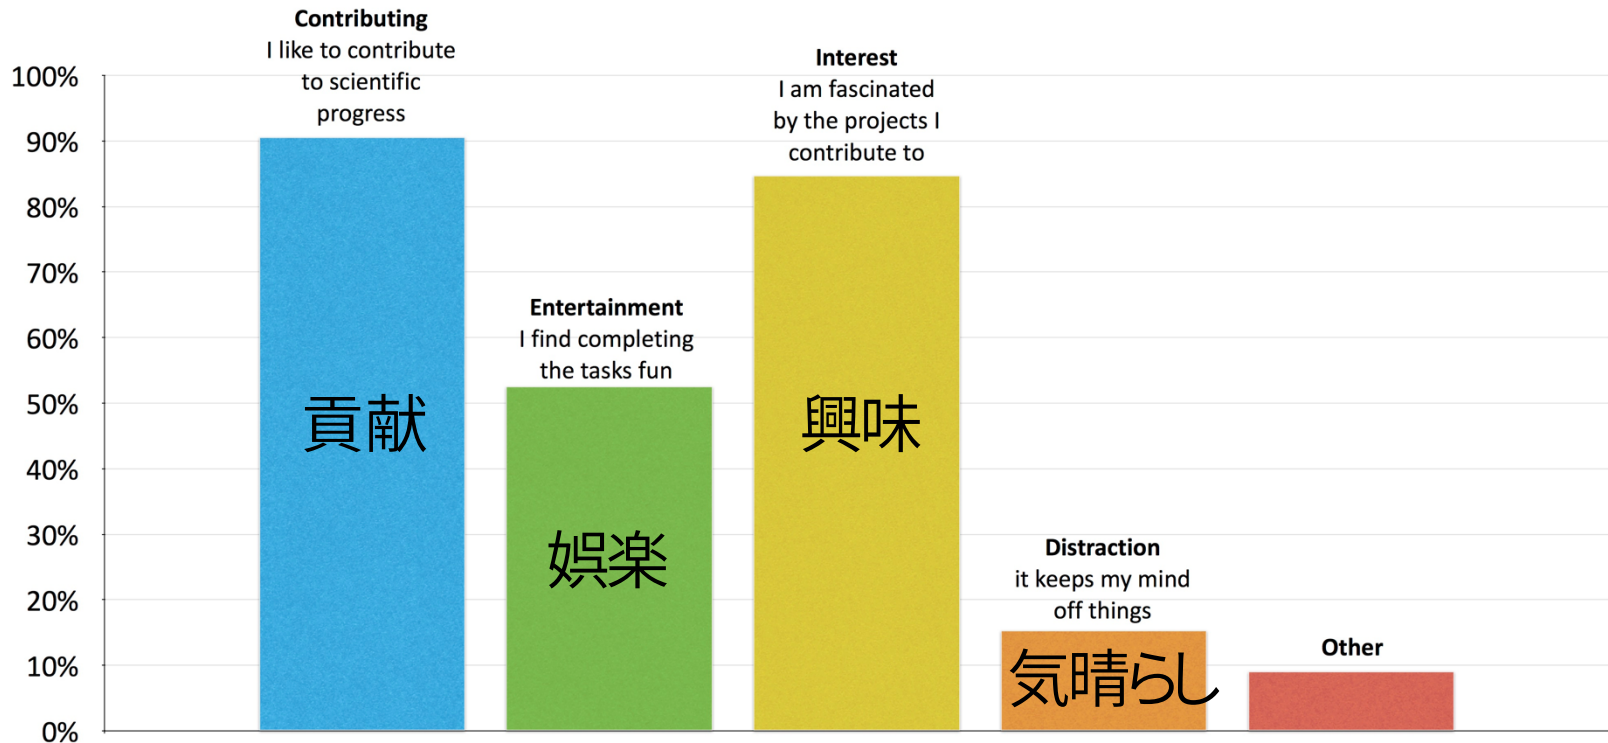 Contributing
I like to contribute
to scientific
progress
Interest
I am fascinated
by the projects I
contribute to
Entertainment
I find completing
the tasks fun
Distraction
it keeps my mind
off things
Other
100%
90%
80%
70%
60%
50%
40%
30%
20%
10%
0%
貢献
娯楽
興味
気晴らし